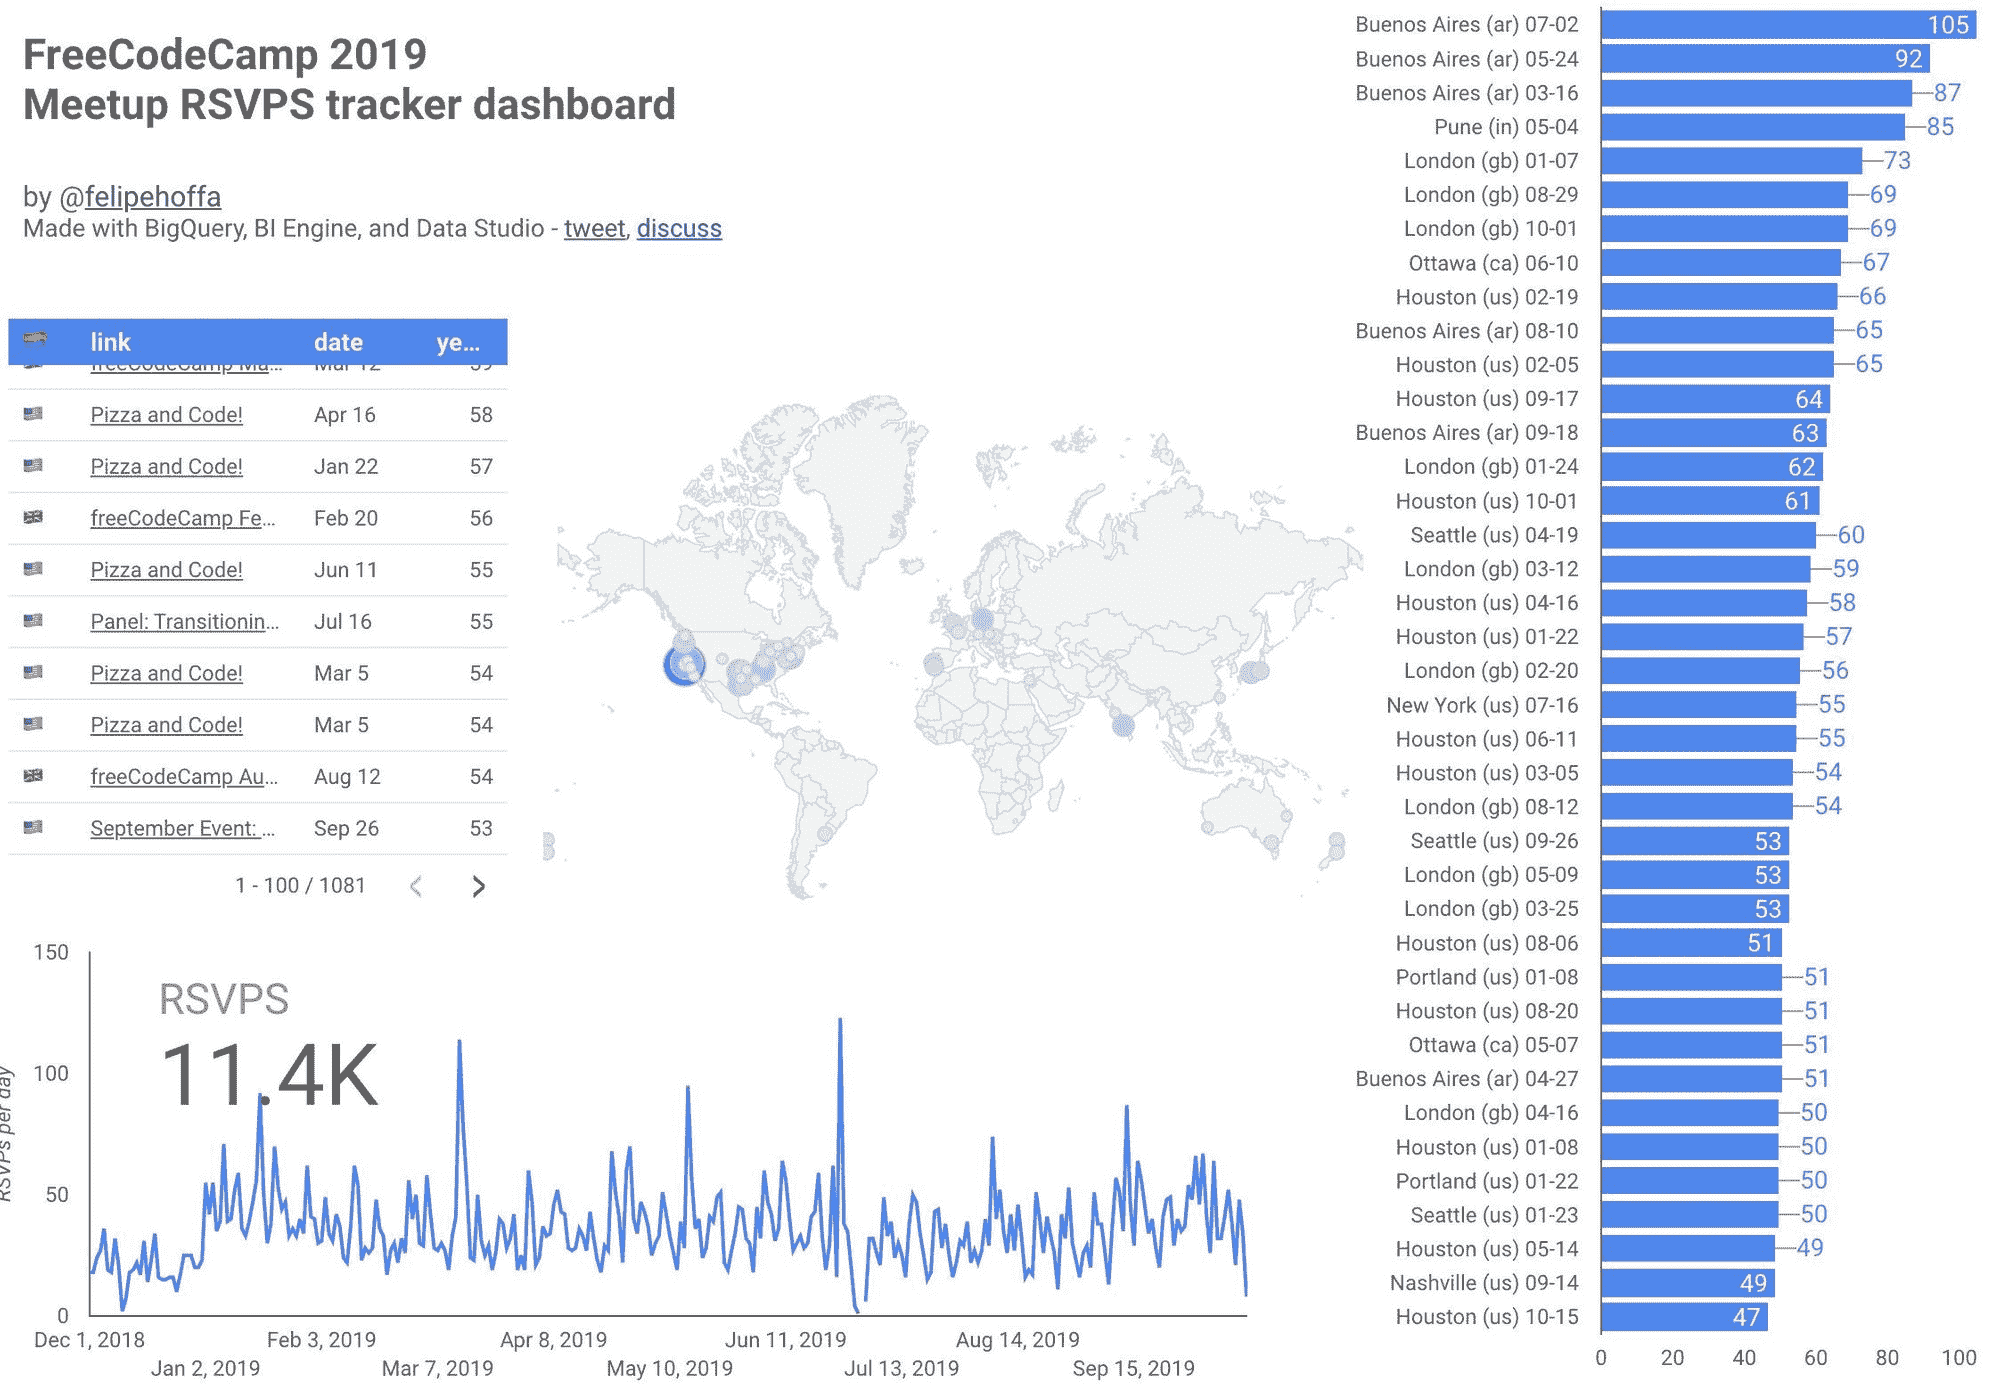 FreeCodeCamp 2019
Meetup RSVPS tracker dashboard
by @felipehoffa
Made with BigQuery, BI Engine, and Data Studio - tweet, discuss
link date ye...
freeCodeCamp Ma... Mar 12 59
Pizza and Code! Apr 16 58
Pizza and Code! Jan 22 57
freeCodeCamp Fe... Feb 20 56
Pizza and Code! Jun 11 55
Panel: Transitionin... Jul 16 55
Pizza and Code! Mar 5 54
Pizza and Code! Mar 5 54
freeCodeCamp Au... Aug 12 54
September Event: ... Sep 26 53
1 - 100 / 1081
RSVPS
11.4K
RSVPs per day
150
100
50
0
Dec 1, 2018
Jan 2, 2019
Feb 3, 2019
Mar 7, 2019
Apr 8, 2019
May 10, 2019
Jun 11, 2019
Jul 13, 2019
Aug 14, 2019
Sep 15, 2019
Buenos Aires (ar) 07-02 105
Buenos Aires (ar) 05-24 92
Buenos Aires (ar) 03-16 87
Pune (in) 05-04 85
London (gb) 01-07 73
London (gb) 08-29 69
London (gb) 10-01 69
Ottawa (ca) 06-10 67
Houston (us) 02-19 66
Buenos Aires (ar) 08-10 65
Houston (us) 02-05 65
Houston (us) 09-17 64
Buenos Aires (ar) 09-18 63
London (gb) 01-24 62
Houston (us) 10-01 61
Seattle (us) 04-19 60
London (gb) 03-12 59
Houston (us) 04-16 58
Houston (us) 01-22 57
London (gb) 02-20 56
New York (us) 07-16 55
Houston (us) 06-11 55
Houston (us) 03-05 54
London (gb) 08-12 54
Seattle (us) 09-26 53
London (gb) 05-09 53
London (gb) 03-25 53
Houston (us) 08-06 51
Portland (us) 01-08 51
Houston (us) 08-20 51
Ottawa (ca) 05-07 51
Buenos Aires (ar) 04-27 51
London (gb) 04-16 50
Houston (us) 01-08 50
Portland (us) 01-22 50
Seattle (us) 01-23 50
Houston (us) 05-14 49
Nashville (us) 09-14 49
Houston (us) 10-15 47
0 20 40 60 80 100